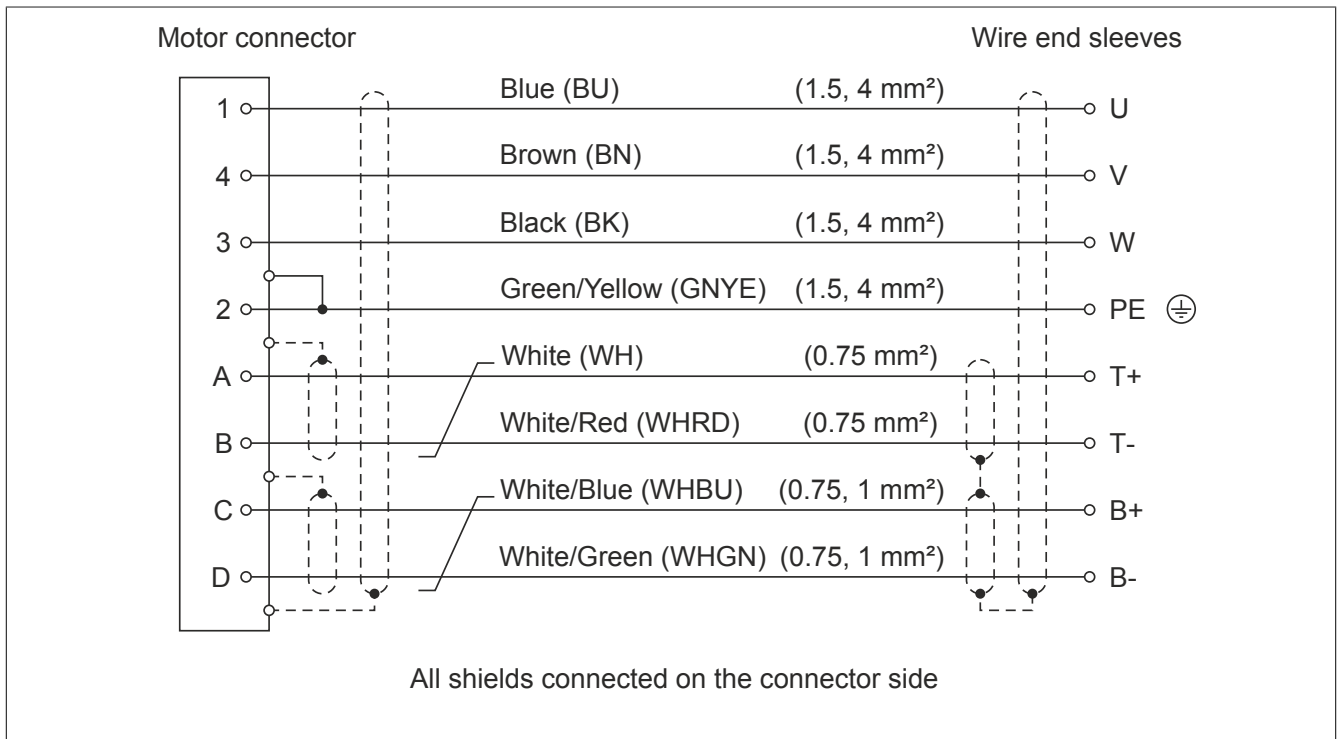 Motor connector Wire end sleeves
1 Blue (BU) (1.5, 4 mm²) U
4 Brown (BN) (1.5, 4 mm²) V
3 Black (BK) (1.5, 4 mm²) W
2 Green/Yellow (GNYE) (1.5, 4 mm²) PE
A White (WH) (0.75 mm²) T+
B White/Red (WHRD) (0.75 mm²) T-
C White/Blue (WHBU) (0.75, 1 mm²) B+
D White/Green (WHGN) (0.75, 1 mm²) B-
All shields connected on the connector side